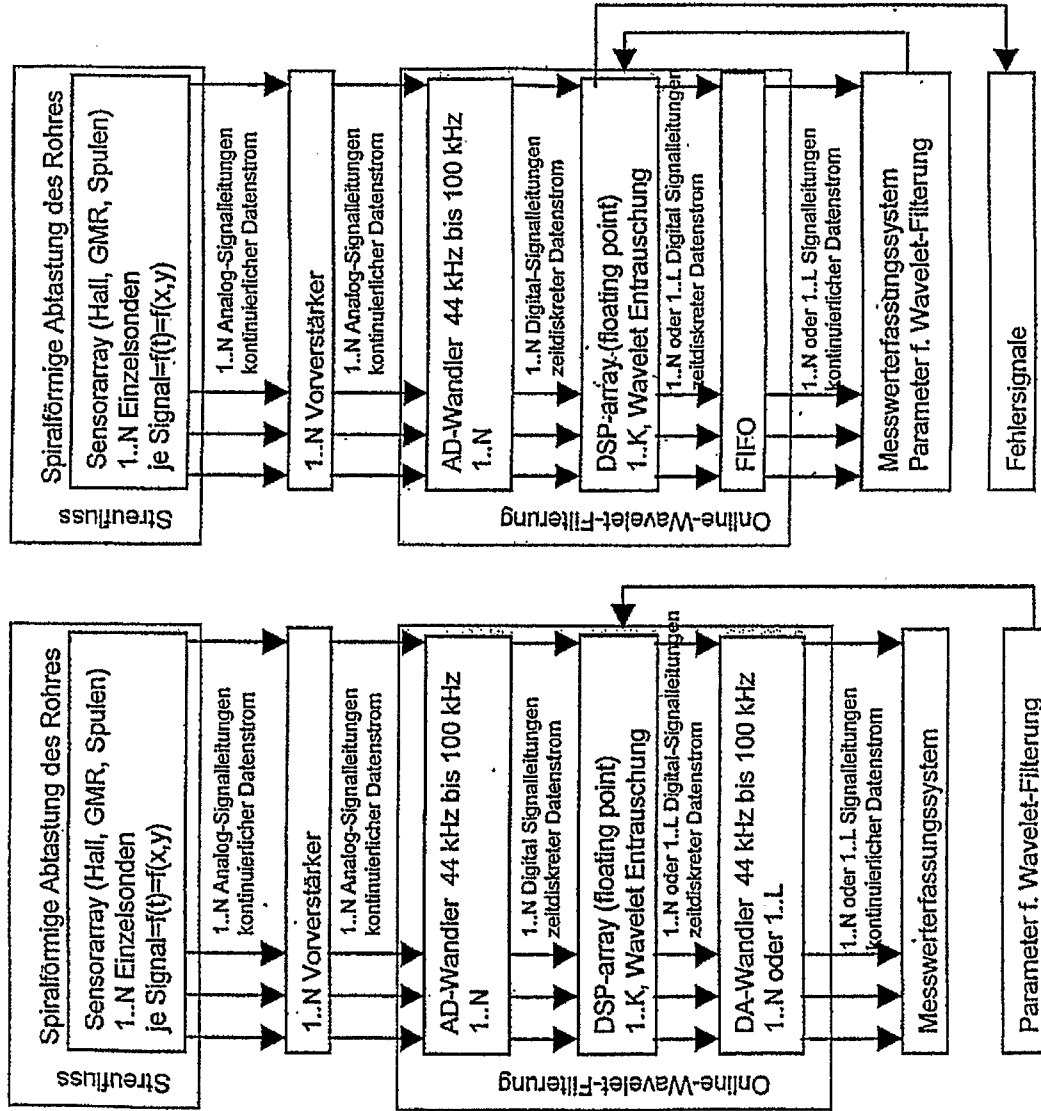 Spiralförmige Abtastung des Rohres
Sensorarray (Hall, GMR, Spulen)
1..N Einzelsonden
je Signal=f(t)=f(x,y)
Streufluss
1..N Analog-Signalleitungen
kontinuierlicher Datenstrom
1..N Vorverstärker
1..N Analog-Signalleitungen
kontinuierlicher Datenstrom
AD-Wandler 44 kHz bis 100 kHz
1..N
1..N Digital Signalleitungen
zeitdiskreter Datenstrom
DSP-array (floating point)
1..K, Wavelet Entrauschung
1..N oder 1..L Digital-Signalleitungen
zeitdiskreter Datenstrom
DA-Wandler 44 kHz bis 100 kHz
1..N oder 1..L
Online-Wavelet-Filterung
1..N oder 1..L Signalleitungen
kontinuierlicher Datenstrom
Messwerterfassungssystem
Parameter f. Wavelet-Filterung
Spiralförmige Abtastung des Rohres
Sensorarray (Hall, GMR, Spulen)
1..N Einzelsonden
je Signal=f(t)=f(x,y)
Streufluss
1..N Analog-Signalleitungen
kontinuierlicher Datenstrom
1..N Vorverstärker
1..N Analog-Signalleitungen
kontinuierlicher Datenstrom
AD-Wandler 44 kHz bis 100 kHz
1..N
1..N Digital-Signalleitungen
zeitdiskreter Datenstrom
DSP-array-(floating point)
1..K, Wavelet Entrauschung
1..N oder 1..L Digital Signalleitungen
zeitdiskreter Datenstrom
FIFO
Online-Wavelet-Filterung
1..N oder 1..L Signalleitungen
kontinuierlicher Datenstrom
Messwerterfassungssystem
Parameter f. Wavelet-Filterung
Fehlersignale